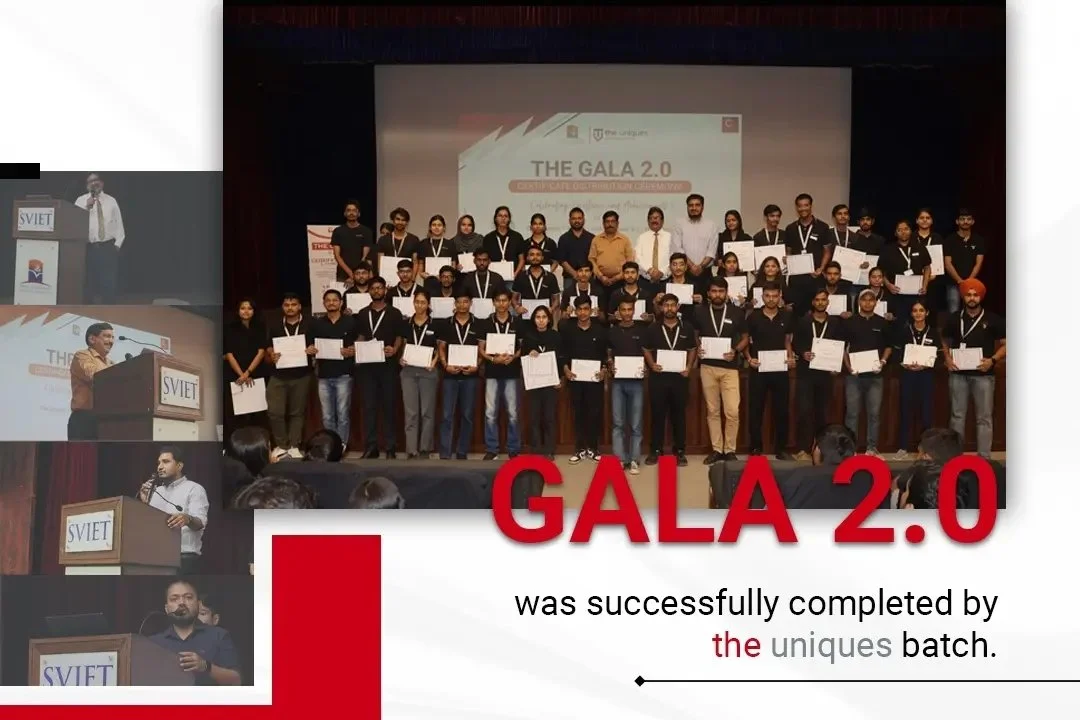 the uniques
THE GALA 2.0
CERTIFICATE DISTRIBUTION CEREMONY
SVIET
SVIET
SVIET
SVIET
GALA 2.0
was successfully completed by
the uniques batch.